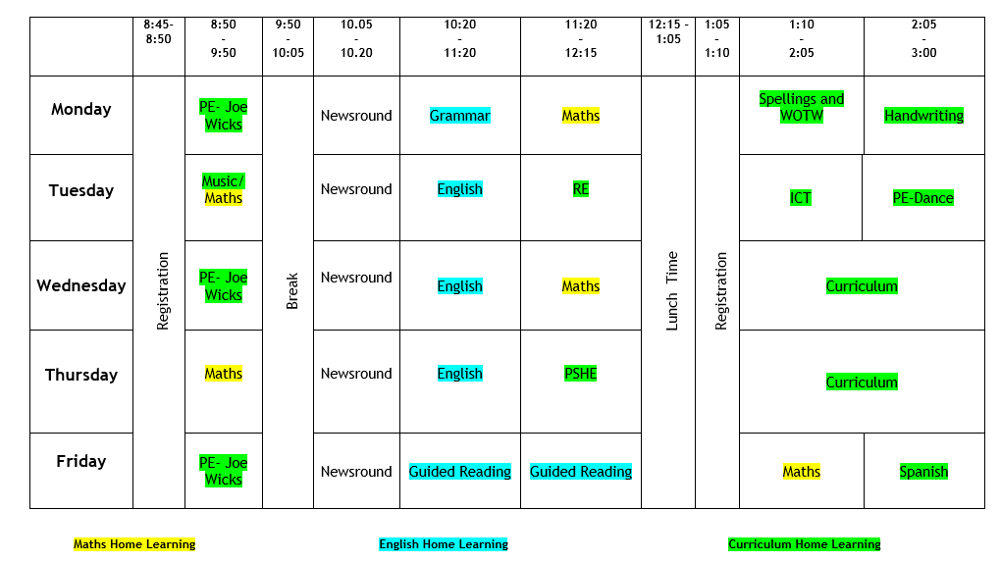 8:45-
8:50
8:50
-
9:50
9:50
-
10:05
10.05
-
10.20
10:20
-
11:20
11:20
-
12:15
12:15 -
1:05
1:05
-
1:10
1:10
-
2:05
2:05
-
3:00
Monday
Registration
PE- Joe
Wicks
Break
Newsround
Grammar
Maths
Lunch Time
Registration
Spellings and
WOTW
Handwriting
Tuesday
Music/
Maths
Newsround
English
RE
ICT
PE-Dance
Wednesday
PE- Joe
Wicks
Newsround
English
Maths
Curriculum
Thursday
Maths
Newsround
English
PSHE
Curriculum
Friday
PE- Joe
Wicks
Newsround
Guided Reading
Guided Reading
Maths
Spanish
Maths Home Learning
English Home Learning
Curriculum Home Learning